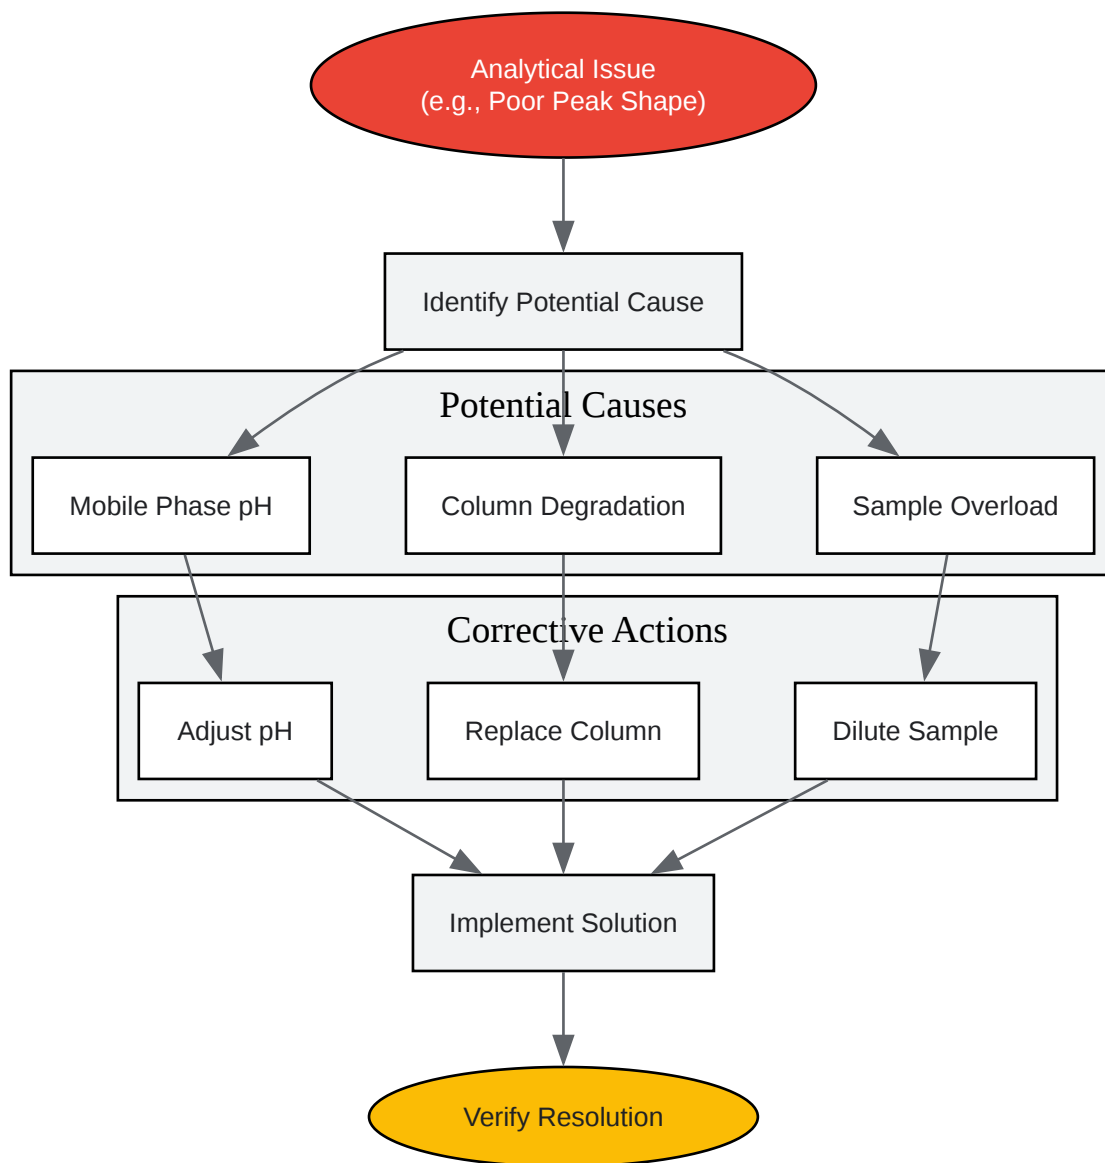 Analytical Issue
(e.g., Poor Peak Shape)
Identify Potential Cause
Potential Causes
Mobile Phase pH
Column Degradation
Sample Overload
Corrective Actions
Adjust pH
Replace Column
Dilute Sample
Implement Solution
Verify Resolution